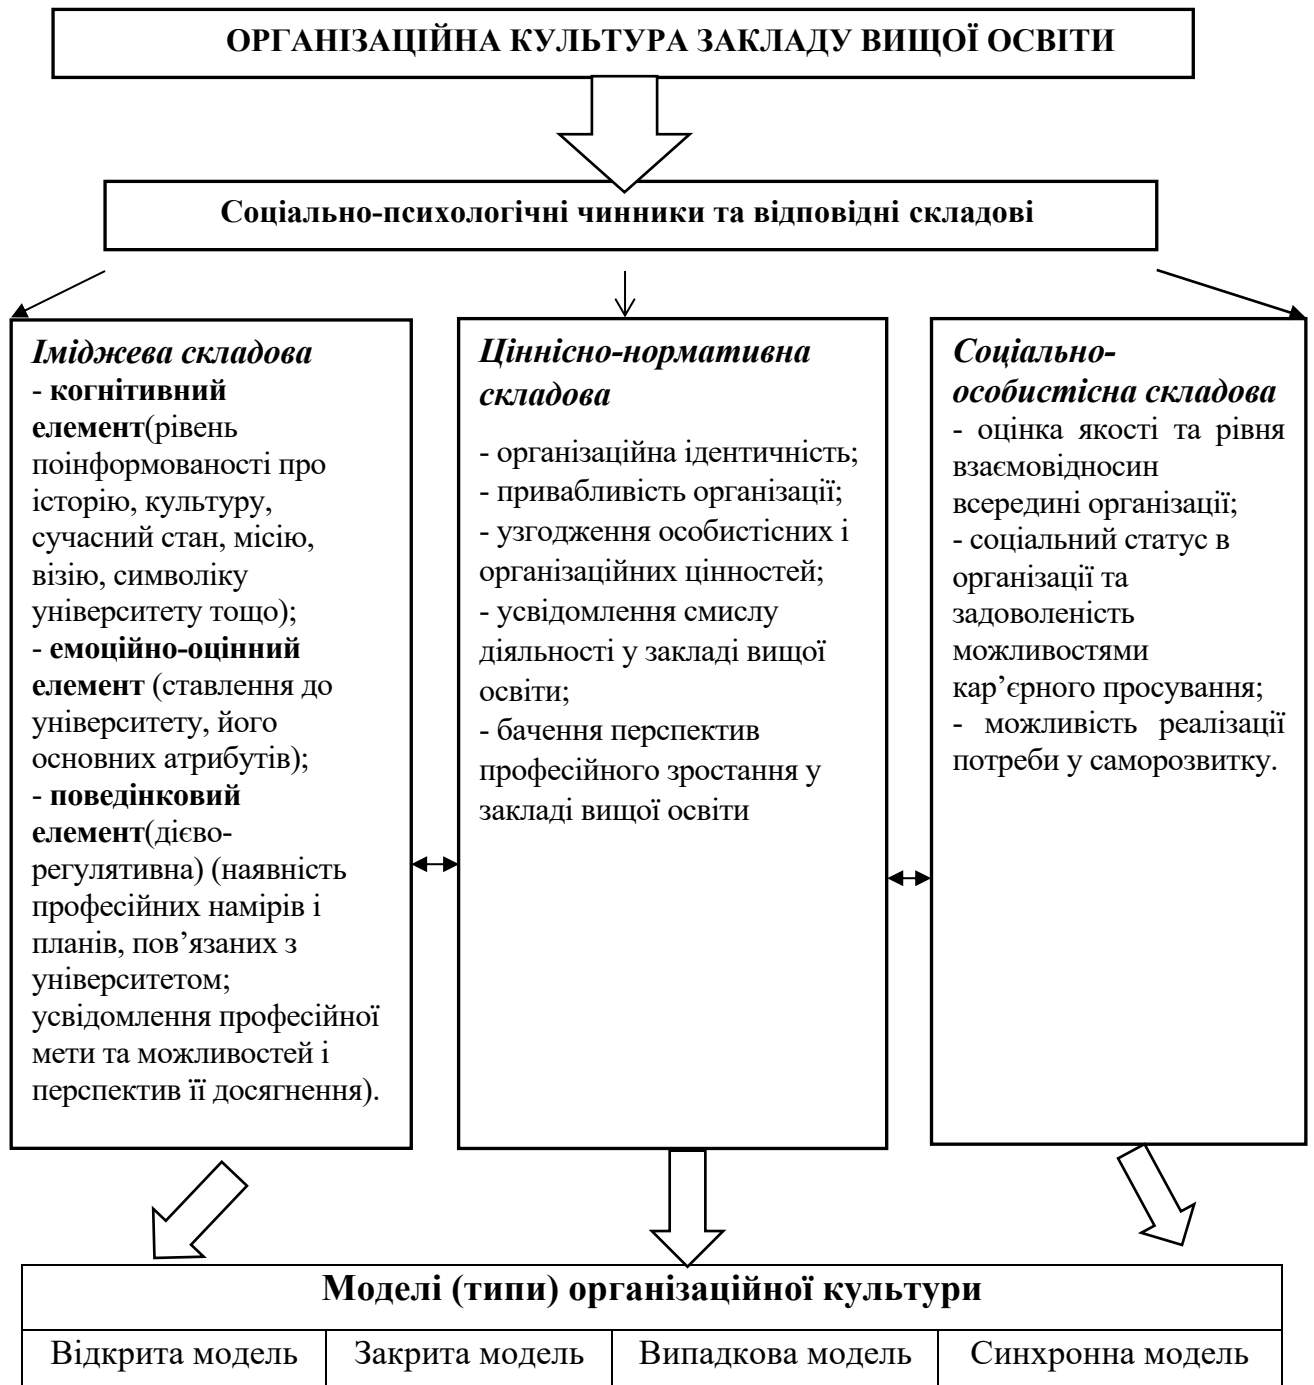 ОРГАНІЗАЦІЙНА КУЛЬТУРА ЗАКЛАДУ ВИЩОЇ ОСВІТИ
Соціально-психологічні чинники та відповідні складові
Іміджева складова
- когнітивний
елемент(рівень
поінформованості про
історію, культуру,
сучасний стан, місію,
візію, символіку
університету тощо);
- емоційно-оцінний
елемент (ставлення до
університету, його
основних атрибутів);
- поведінковий
елемент(дієво-
регулятивна) (наявність
професійних намірів і
планів, пов’язаних з
університетом;
усвідомлення професійної
мети та можливостей і
перспектив її досягнення).
Ціннісно-нормативна
складова
- організаційна ідентичність;
- привабливість організації;
- узгодження особистісних і
організаційних цінностей;
- усвідомлення смислу
діяльності у закладі вищої
освіти;
- бачення перспектив
професійного зростання у
закладі вищої освіти
Соціально-
особистісна складова
- оцінка якості та рівня
взаємовідносин
всередині організації;
- соціальний статус в
організації та
задоволеність
можливостями
кар’єрного просування;
- можливість реалізації
потреби у саморозвитку.
Моделі (типи) організаційної культури
Відкрита модель
Закрита модель
Випадкова модель
Синхронна модель